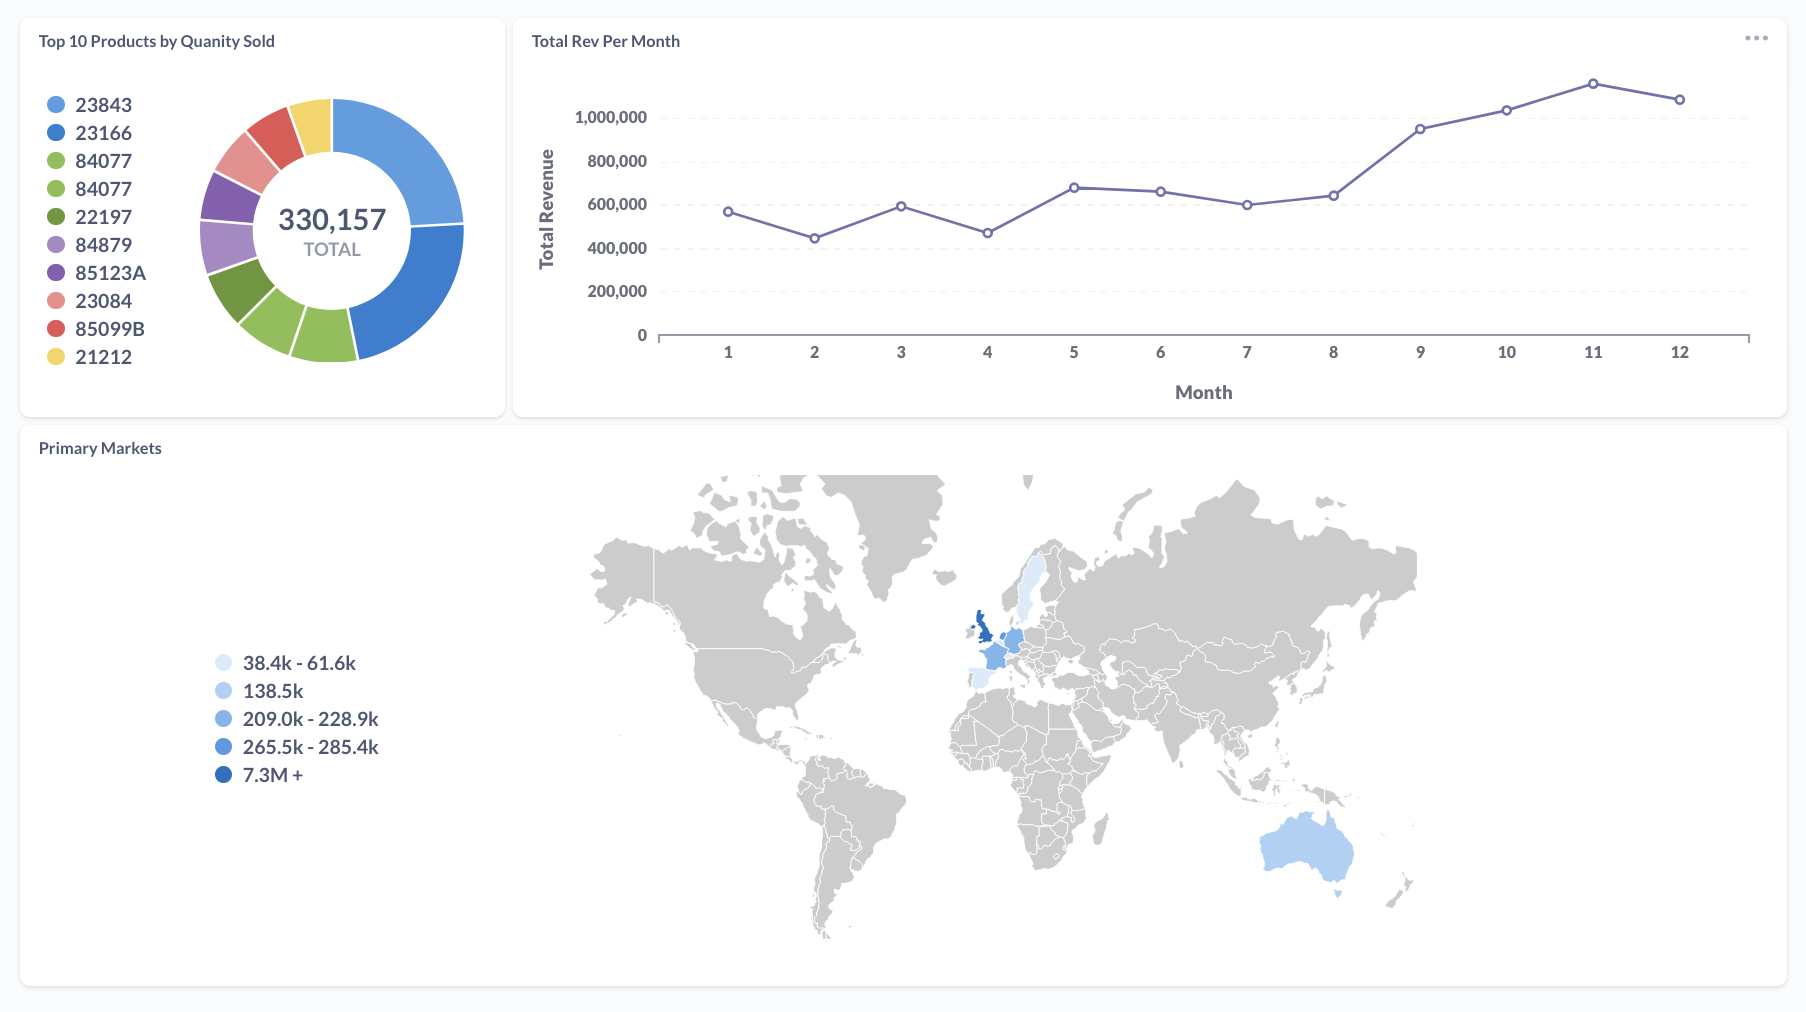 Top 10 Products by Quanity Sold
23843
23166
84077
84077
22197
84879
85123A
23084
85099B
21212
330,157
TOTAL
Total Rev Per Month
Total Revenue
1,000,000
800,000
600,000
400,000
200,000
0
1 2 3 4 5 6 7 8 9 10 11 12
Month
Primary Markets
38.4k - 61.6k
138.5k
209.0k - 228.9k
265.5k - 285.4k
7.3M +